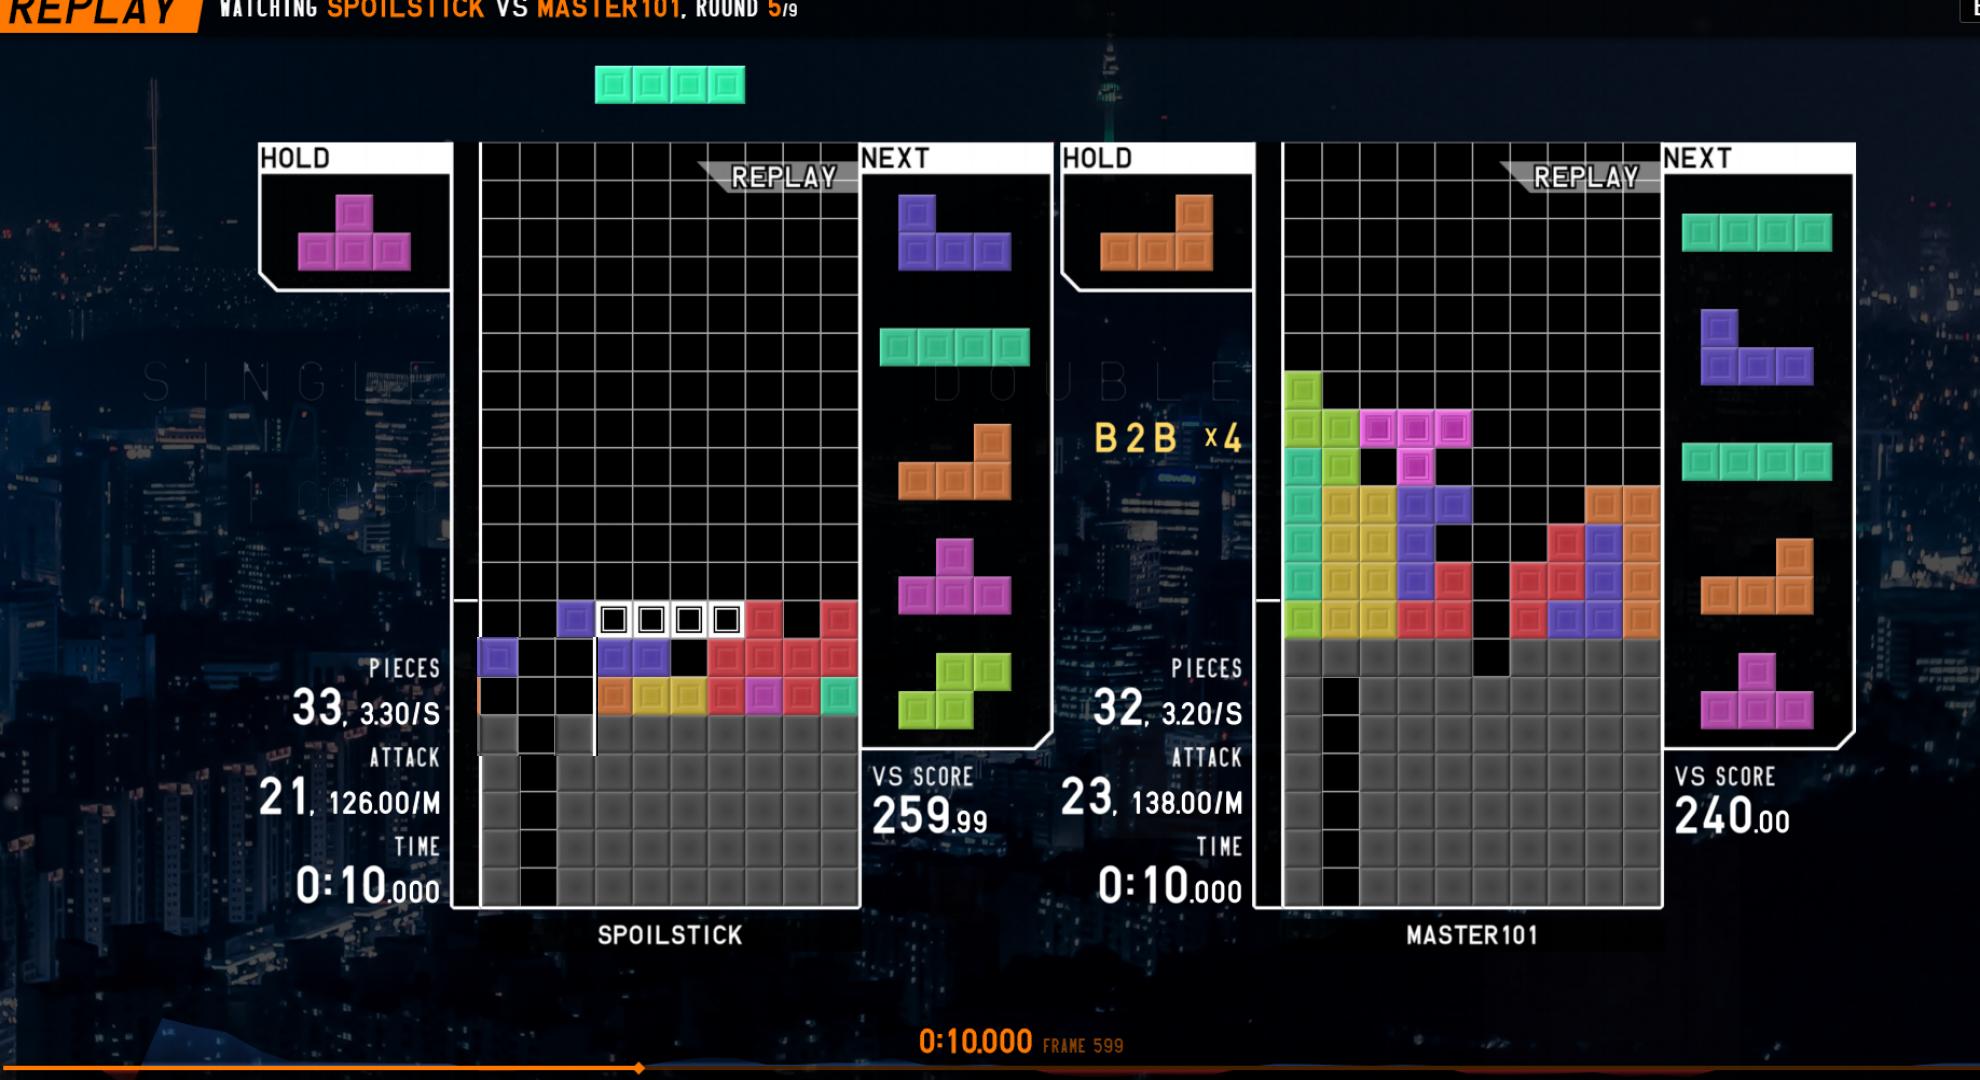 REPLAY
WATCHING SPOILSTICK VS MASTER101, ROUND 5/9
HOLD
REPLAY
NEXT
HOLD
REPLAY
NEXT
SINGLE
DOUBLE
B2B x4
PIECES
33, 3.30/S
ATTACK
21, 126.00/M
TIME
0:10.000
VS SCORE
259.99
PIECES
32, 3.20/S
ATTACK
23, 138.00/M
TIME
0:10.000
VS SCORE
240.00
SPOILSTICK
MASTER101
0:10.000 FRAME 599